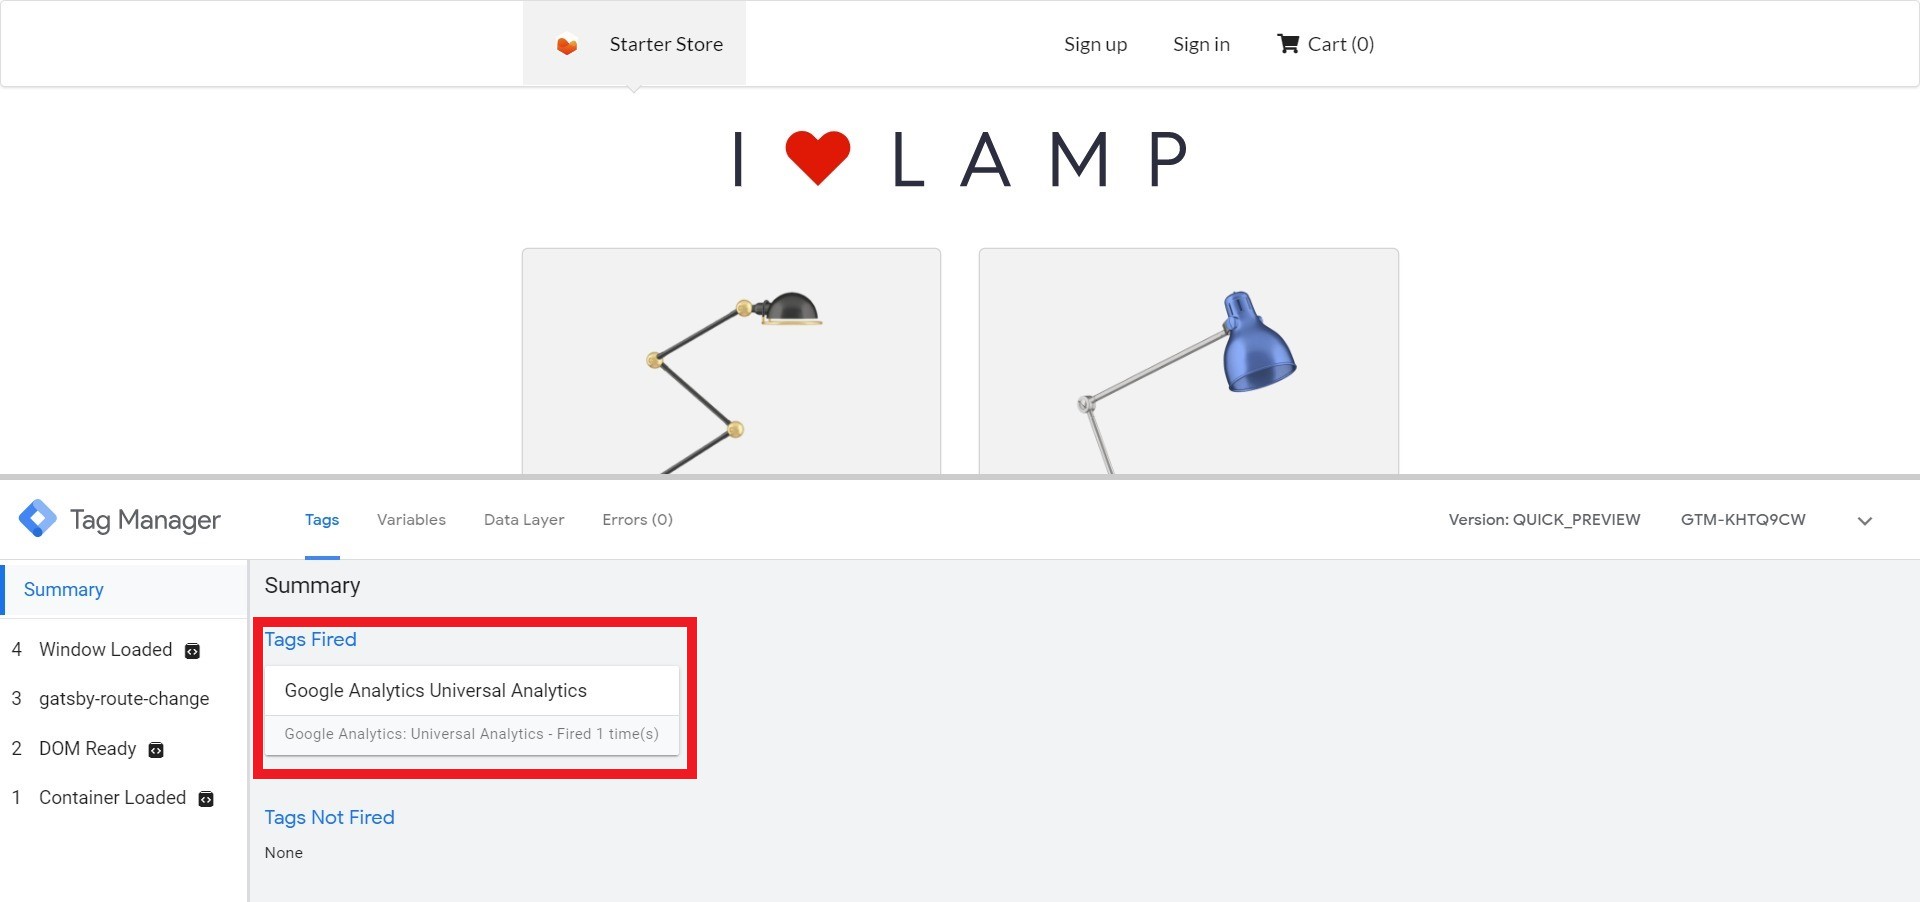 Starter Store
Sign up
Sign in
Cart (0)
I LAMP
Tag Manager
Tags
Variables
Data Layer
Errors (0)
Version: QUICK_PREVIEW
GTM-KHTQ9CW
Summary
4 Window Loaded
3 gatsby-route-change
2 DOM Ready
1 Container Loaded
Summary
Tags Fired
Google Analytics Universal Analytics
Google Analytics: Universal Analytics - Fired 1 time(s)
Tags Not Fired
None